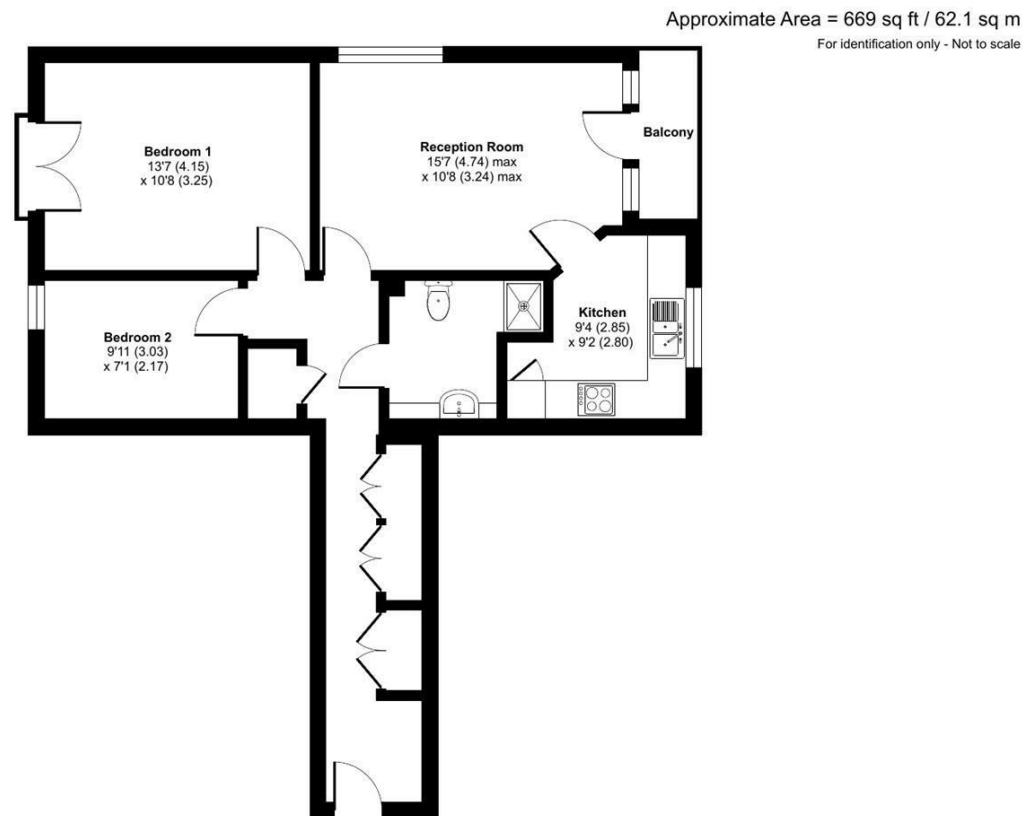 Approximate Area = 669 sq ft / 62.1 sq m
For identification only - Not to scale
Bedroom 1
13'7 (4.15)
x 10'8 (3.25)
Reception Room
15'7 (4.74) max
x 10'8 (3.24) max
Balcony
Bedroom 2
9'11 (3.03)
x 7'1 (2.17)
Kitchen
9'4 (2.85)
x 9'2 (2.80)